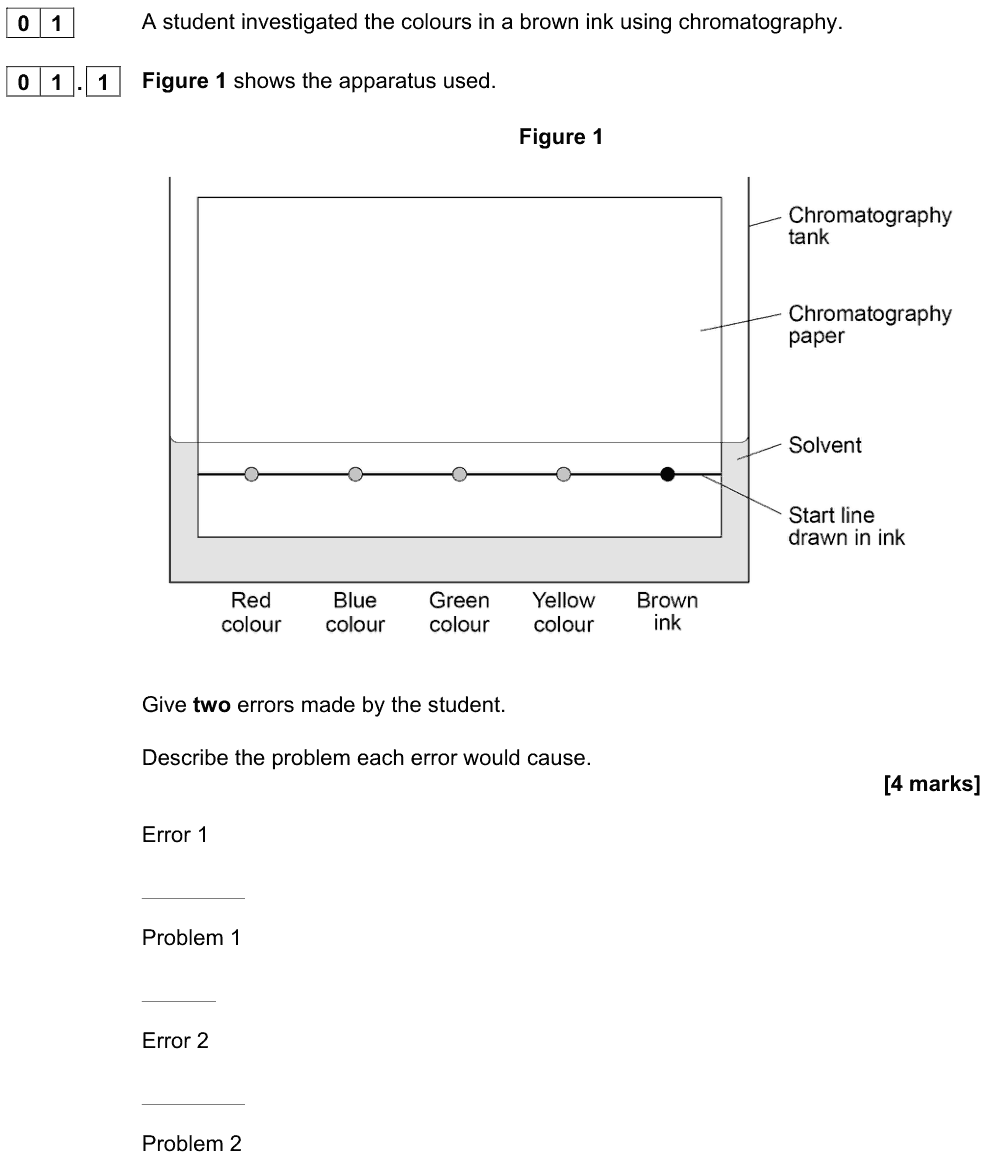 0 1 A student investigated the colours in a brown ink using chromatography.
0 1 . 1 Figure 1 shows the apparatus used.
Figure 1
Chromatography
tank
Chromatography
paper
Solvent
Start line
drawn in ink
Red Blue Green Yellow Brown
colour colour colour colour ink
Give two errors made by the student.
Describe the problem each error would cause.
[4 marks]
Error 1
Problem 1
Error 2
Problem 2